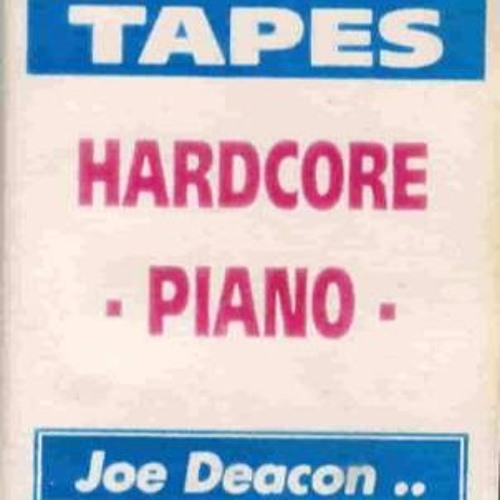 TAPES
HARDCORE
- PIANO -
Joe Deacon ..